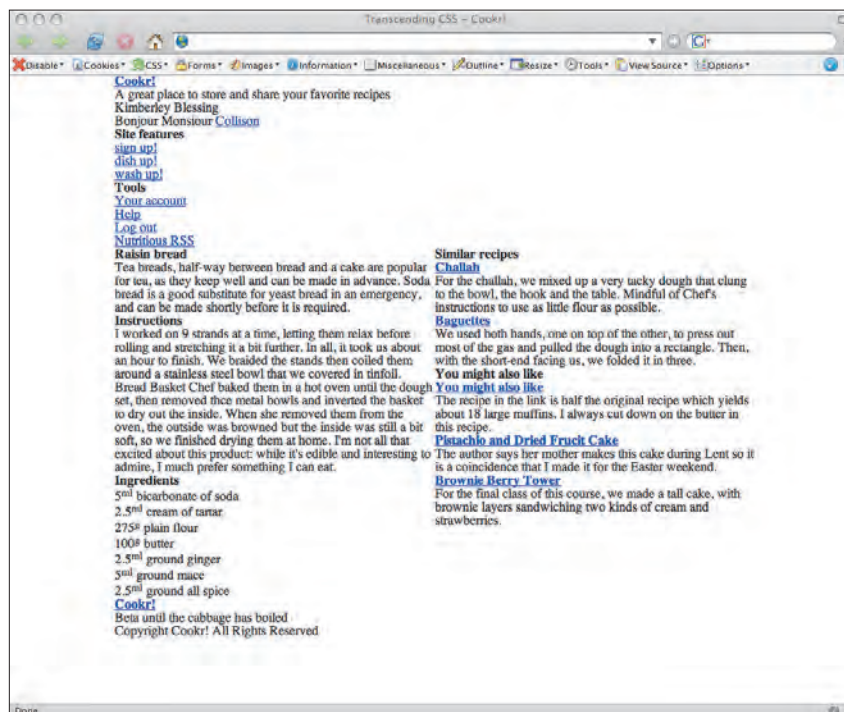 Transcending CSS – Cookr!
Disable Cookies CSS Forms Images Information Miscellaneous Outline Resize Tools View Source Options
Cookr!
A great place to store and share your favorite recipes
Kimberley Blessing
Bonjour Monsieur Collison
Site features
sign up!
dish up!
wash up!
Tools
Your account
Help
Log out
Nutritious RSS
Raisin bread
Tea breads, half-way between bread and a cake are popular
for tea, as they keep well and can be made in advance. Soda
bread is a good substitute for yeast bread in an emergency,
and can be made shortly before it is required.
Instructions
I worked on 9 strands at a time, letting them relax before
rolling and stretching it a bit further. In all, it took us about
an hour to finish. We braided the stands then coiled them
around a stainless steel bowl that we covered in tinfoil.
Bread Basket Chef baked them in a hot oven until the dough
set, then removed thce metal bowls and inverted the basket
to dry out the inside. When she removed them from the
oven, the outside was browned but the inside was still a bit
soft, so we finished drying them at home. I'm not all that
excited about this product: while it's edible and interesting to
admire, I much prefer something I can eat.
Ingredients
5ml bicarbonate of soda
2.5ml cream of tartar
275g plain flour
100g butter
2.5ml ground ginger
5ml ground mace
2.5ml ground all spice
Cookr!
Beta until the cabbage has boiled
Copyright Cookr! All Rights Reserved
Similar recipes
Challah
For the challah, we mixed up a very tacky dough that clung
to the bowl, the hook and the table. Mindful of Chef's
instructions to use as little flour as possible.
Baguettes
We used both hands, one on top of the other, to press out
most of the gas and pulled the dough into a rectangle. Then,
with the short-end facing us, we folded it in three.
You might also like
You might also like
The recipe in the link is half the original recipe which yields
about 18 large muffins. I always cut down on the butter in
this recipe.
Pistachio and Dried Frucit Cake
The author says her mother makes this cake during Lent so it
is a coincidence that I made it for the Easter weekend.
Brownie Berry Tower
For the final class of this course, we made a tall cake, with
brownie layers sandwiching two kinds of cream and
strawberries.
Done